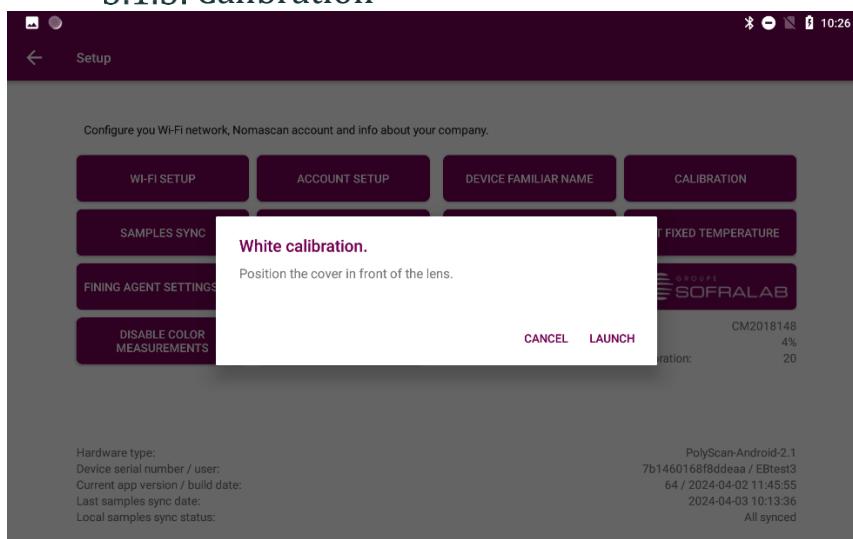 10:26
Setup
Configure you Wi-Fi network, Nomascan account and info about your company.
WI-FI SETUP
ACCOUNT SETUP
DEVICE FAMILIAR NAME
CALIBRATION
SAMPLES SYNC
FIXED TEMPERATURE
White calibration.
Position the cover in front of the lens.
CANCEL LAUNCH
FINING AGENT SETTINGS
GROUPE
SOFRALAB
DISABLE COLOR
MEASUREMENTS
CM2018148
4%
20
Hardware type: PolyScan-Android-2.1
Device serial number / user: 7b1460168f8ddeaa / EBtest3
Current app version / build date: 64 / 2024-04-02 11:45:55
Last samples sync date: 2024-04-03 10:13:36
Local samples sync status: All synced